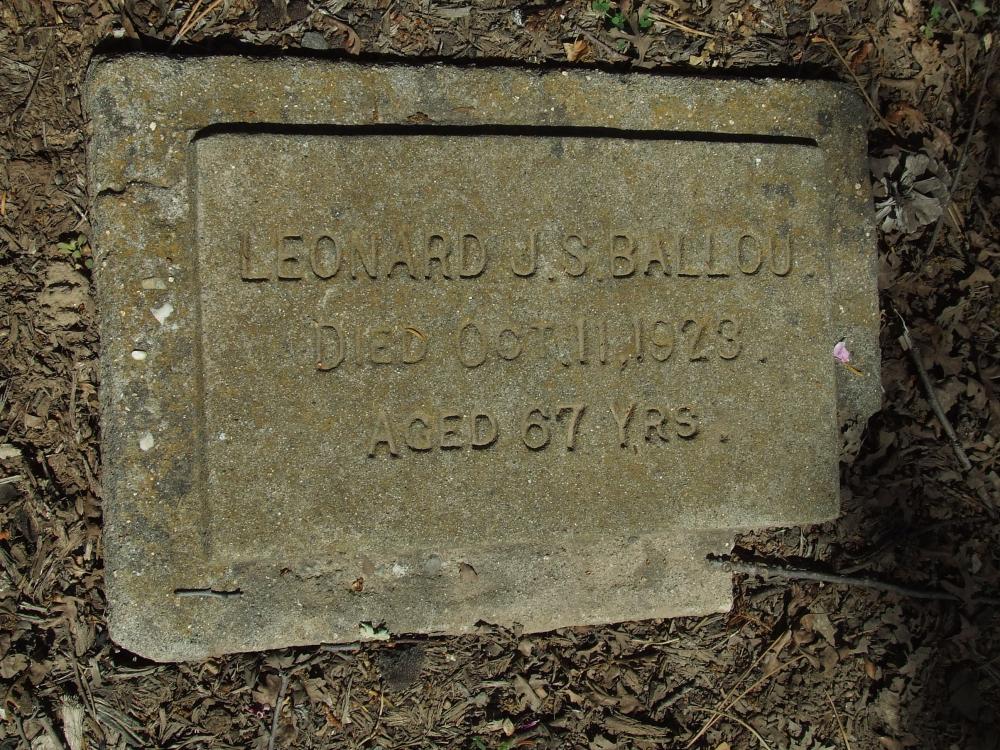 LEONARD J.S. BALLOU.
DIED OCT. 11, 1923.
AGED 67 YRS.